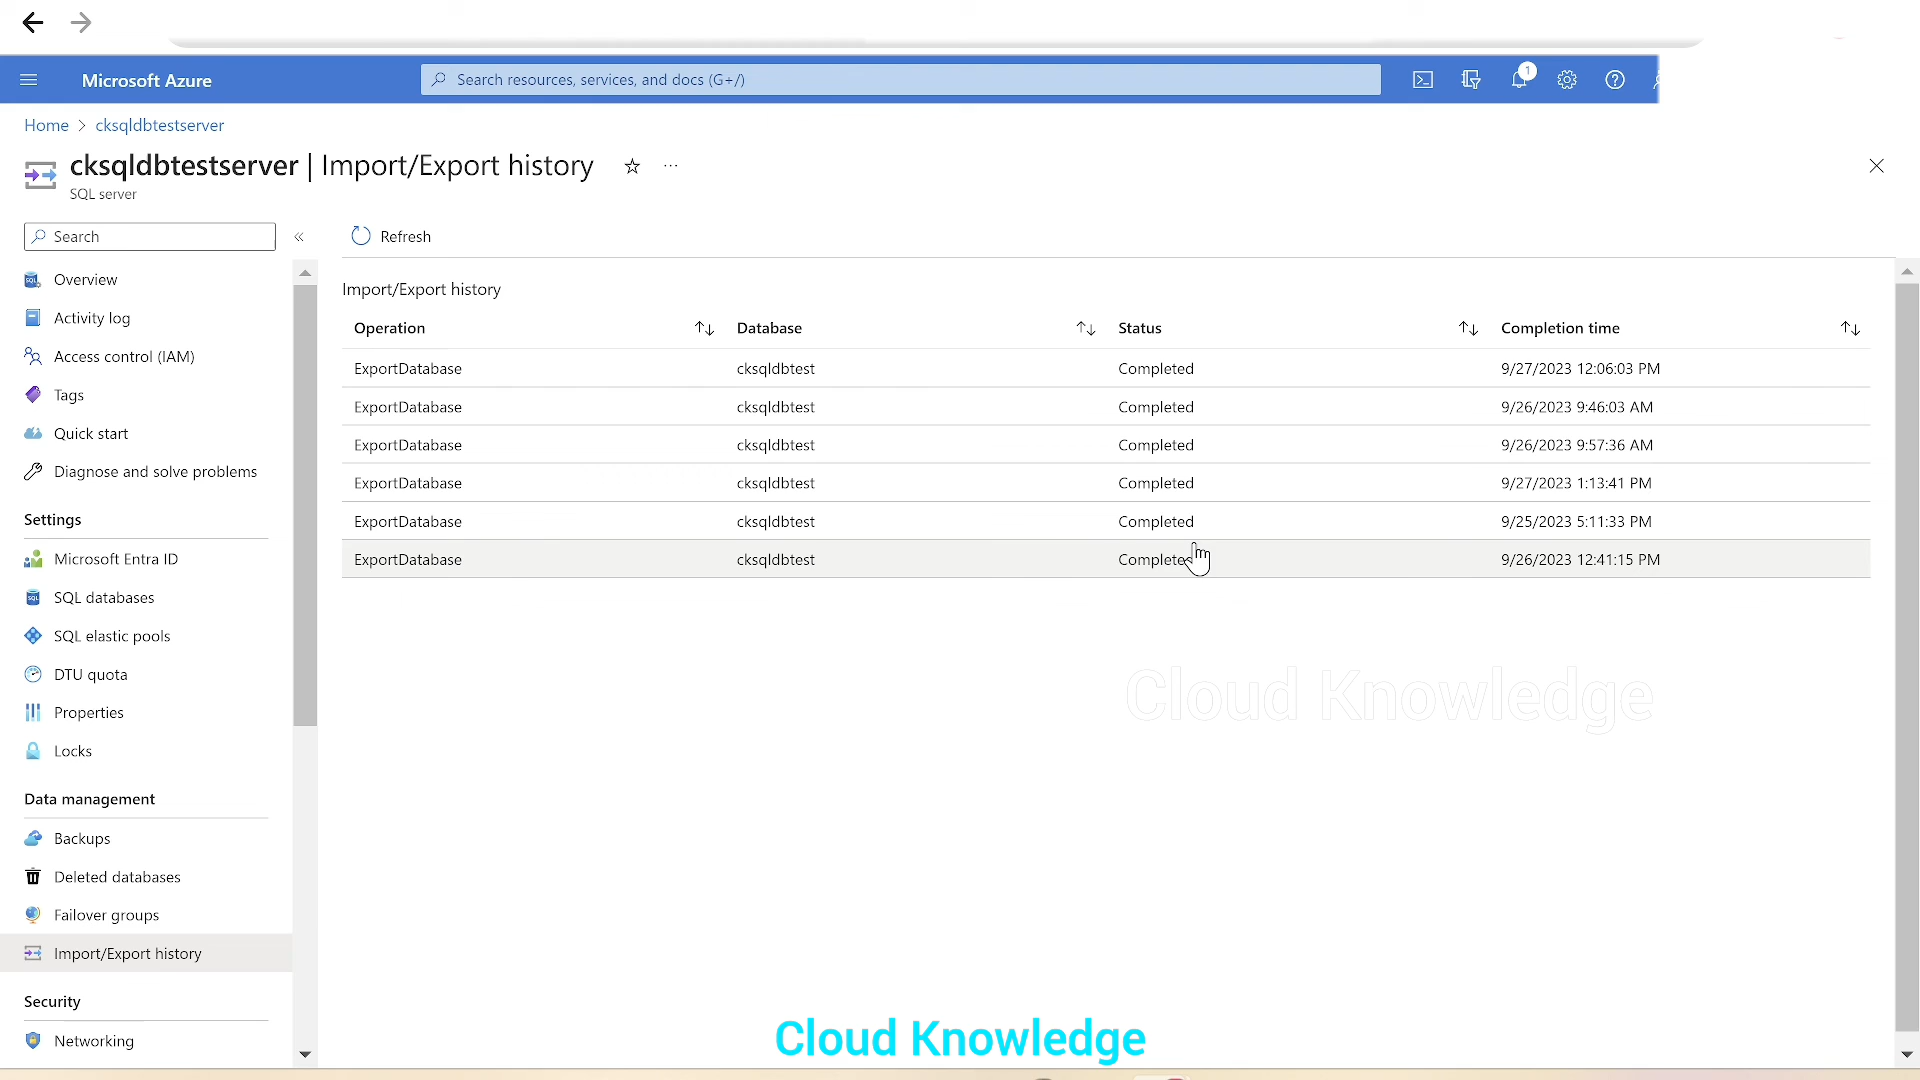 Microsoft Azure
Search resources, services, and docs (G+/)
1
Home > cksqldbtestserver
cksqldbtestserver | Import/Export history
SQL server
Search
Refresh
Overview
Activity log
Access control (IAM)
Tags
Quick start
Diagnose and solve problems
Settings
Microsoft Entra ID
SQL databases
SQL elastic pools
DTU quota
Properties
Locks
Data management
Backups
Deleted databases
Failover groups
Import/Export history
Security
Networking
Import/Export history
Operation Database Status Completion time
ExportDatabase cksqldbtest Completed 9/27/2023 12:06:03 PM
ExportDatabase cksqldbtest Completed 9/26/2023 9:46:03 AM
ExportDatabase cksqldbtest Completed 9/26/2023 9:57:36 AM
ExportDatabase cksqldbtest Completed 9/27/2023 1:13:41 PM
ExportDatabase cksqldbtest Completed 9/25/2023 5:11:33 PM
ExportDatabase cksqldbtest Completed 9/26/2023 12:41:15 PM
Cloud Knowledge
Cloud Knowledge